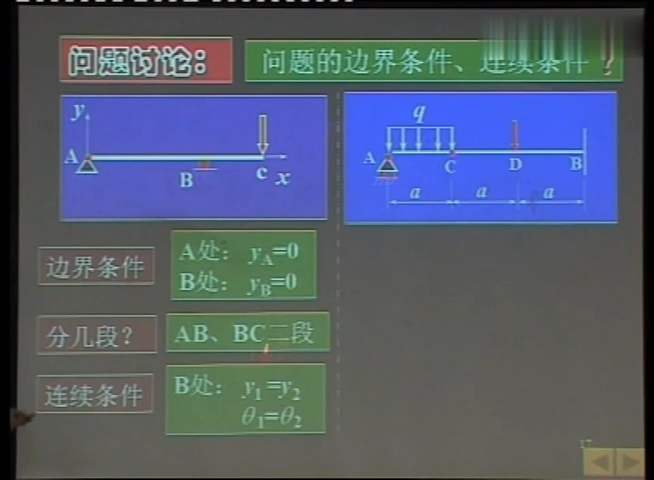 问题讨论：
问题的边界条件、连续条件？
y
A
B
C
x
q
A
C
D
B
a
a
a
边界条件
A处： yA=0
B处： yB=0
分几段？
AB、BC二段
连续条件
B处： y1=y2
θ1=θ2
17